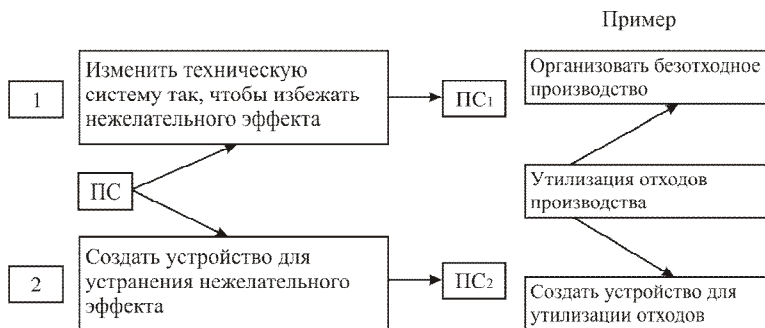 Пример
1
Изменить техническую
систему так, чтобы избежать
нежелательного эффекта
ПС₁
Организовать безотходное
производство
ПС
Утилизация отходов
производства
2
Создать устройство для
устранения нежелательного
эффекта
ПС₂
Создать устройство для
утилизации отходов